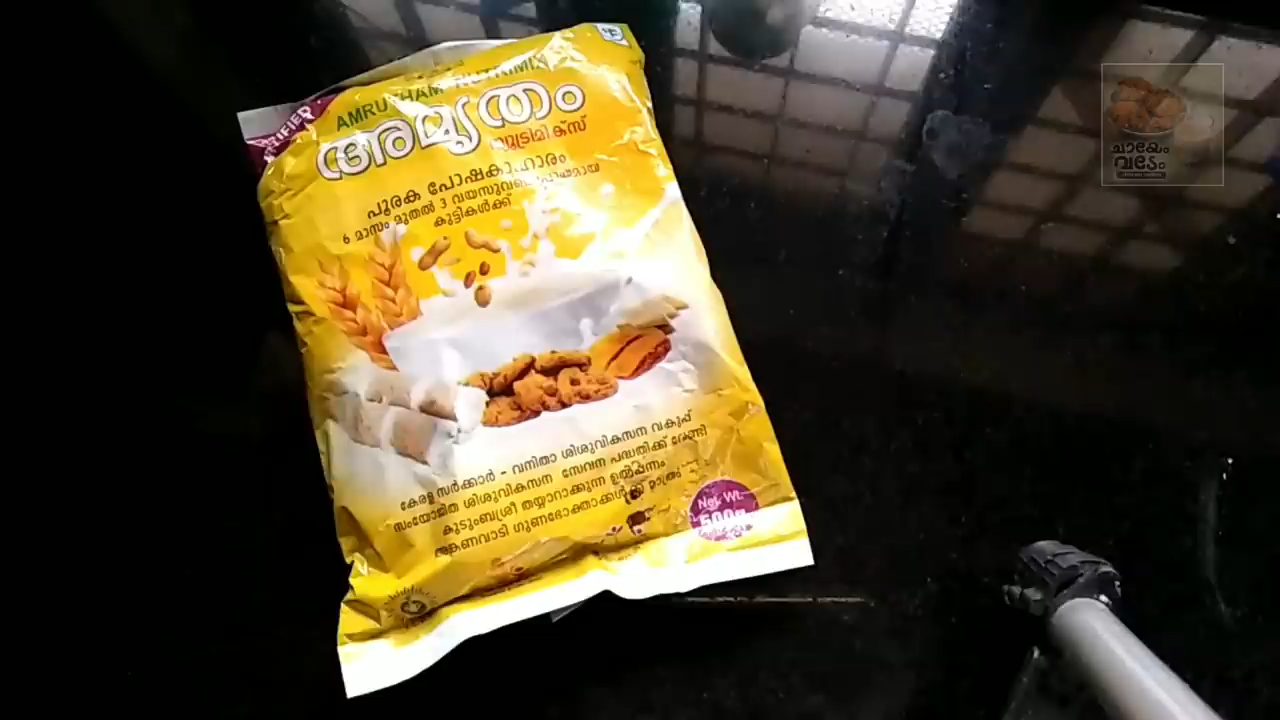 AMRUTHAM NUTRIMIX
അമൃതം
ന്യൂട്രിമിക്സ്
പൂരക പോഷകാഹാരം
6 മാസം മുതൽ 3 വയസുവരെ പ്രായമായ
കുട്ടികൾക്ക്
കേരള സർക്കാർ - വനിതാ ശിശുവികസന വകുപ്പ്
സംയോജിത ശിശുവികസന സേവന പദ്ധതിക്ക് വേണ്ടി
കുടുംബശ്രീ തയ്യാറാക്കുന്ന ഉൽപ്പന്നം
അങ്കണവാടി ഗുണഭോക്താക്കൾക്ക് മാത്രം
Net. Wt.
500g
ചായേം
വടേം